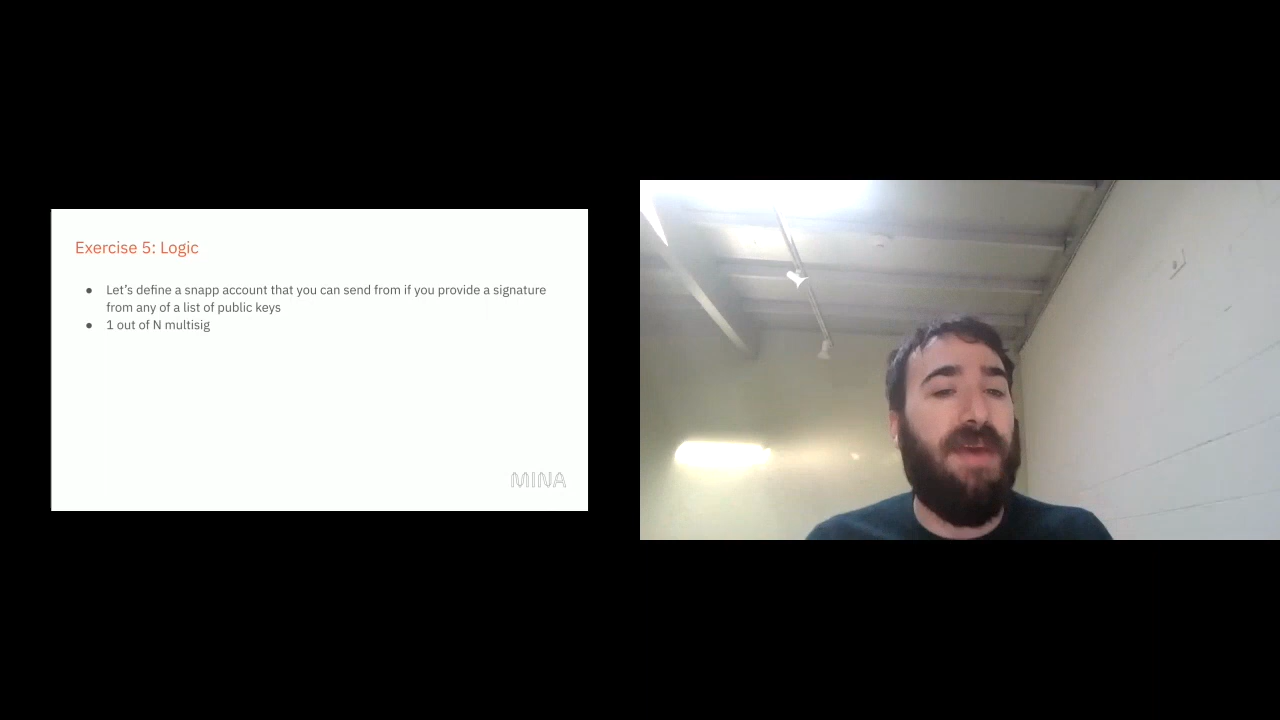 Exercise 5: Logic
● Let's define a snapp account that you can send from if you provide a signature
from any of a list of public keys
● 1 out of N multisig
MINA